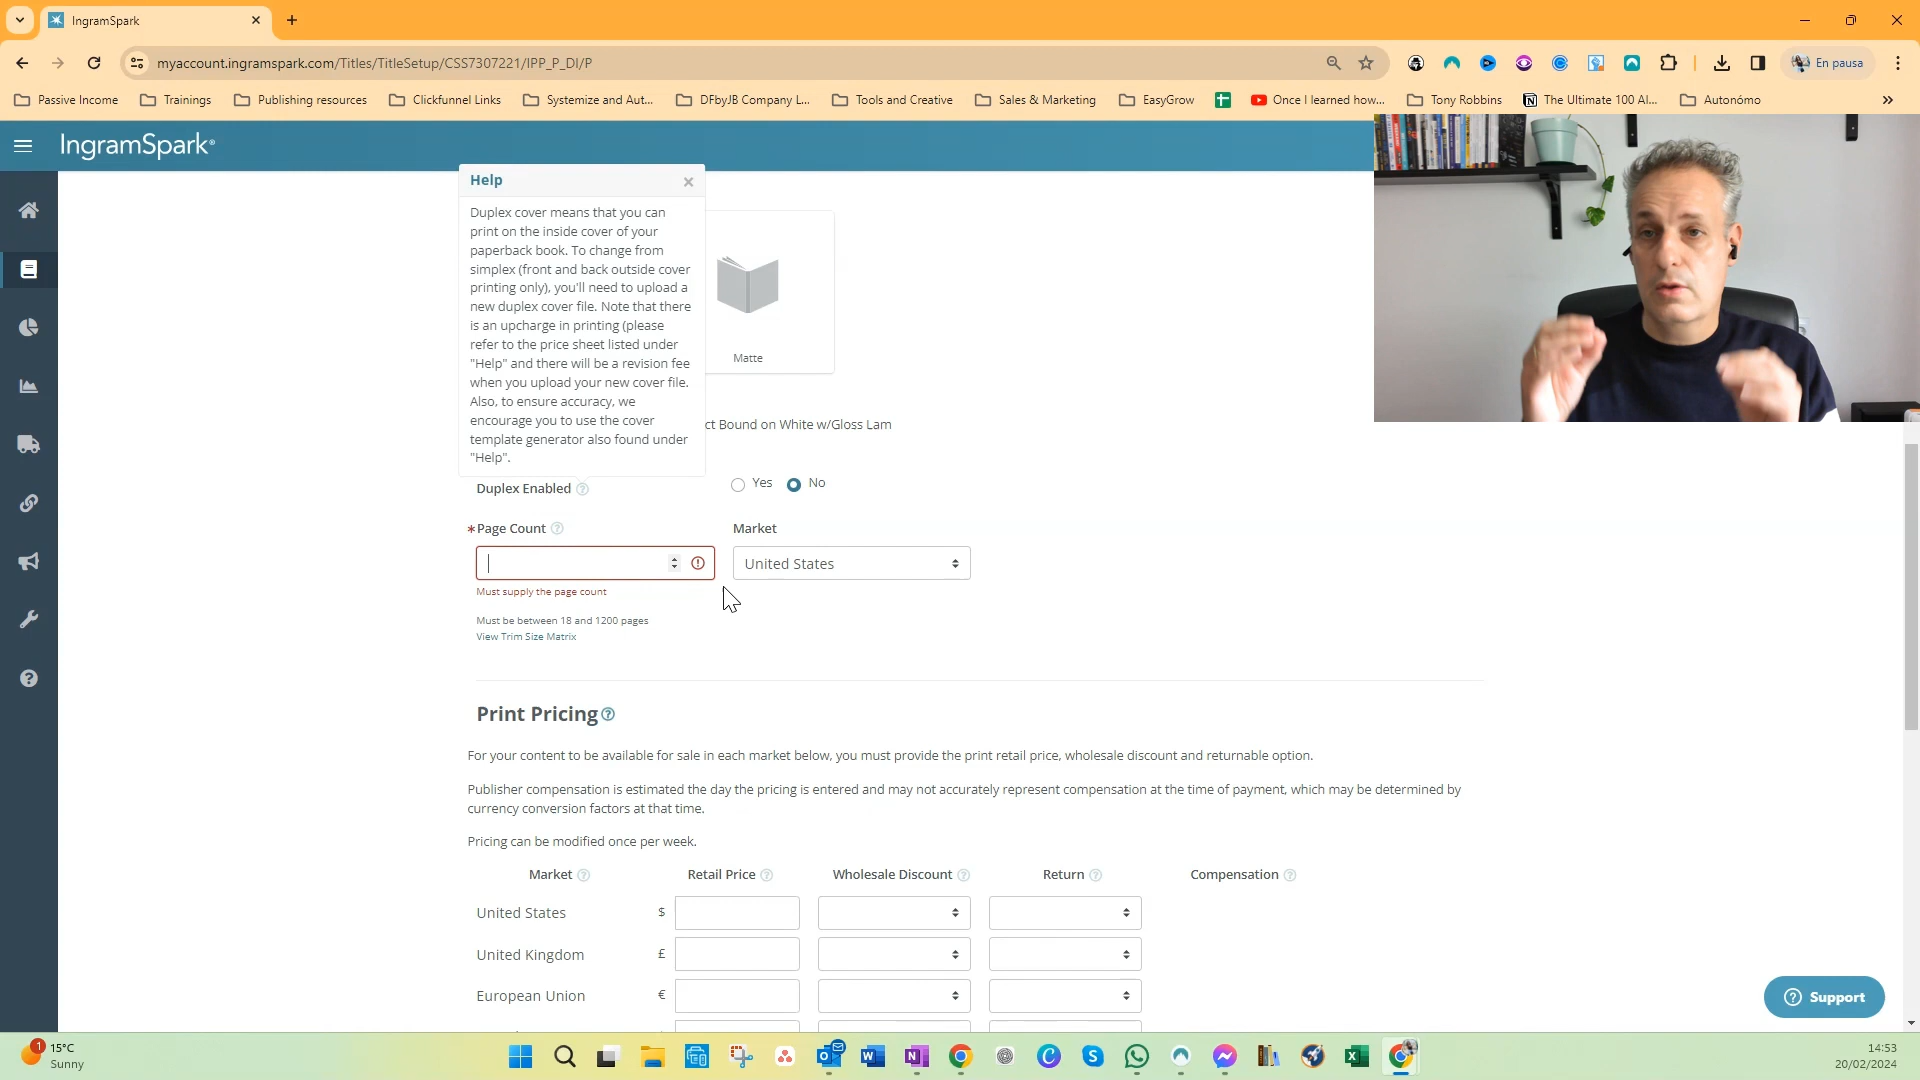 IngramSpark
myaccount.ingramspark.com/Titles/TitleSetup/CSS7307221/IPP_P_DI/P
En pausa
Passive Income
Trainings
Publishing resources
Clickfunnel Links
Systemize and Aut...
DFbyJB Company L...
Tools and Creative
Sales & Marketing
EasyGrow
Once I learned how...
Tony Robbins
The Ultimate 100 AI...
Autonómo
IngramSpark®
Help
Duplex cover means that you can
print on the inside cover of your
paperback book. To change from
simplex (front and back outside cover
printing only), you'll need to upload a
new duplex cover file. Note that there
is an upcharge in printing (please
refer to the price sheet listed under
"Help" and there will be a revision fee
when you upload your new cover file.
Also, to ensure accuracy, we
encourage you to use the cover
template generator also found under
"Help".
Matte
ct Bound on White w/Gloss Lam
Duplex Enabled ?
Yes
No
*Page Count ?
Market
United States
Must supply the page count
Must be between 18 and 1200 pages
View Trim Size Matrix
Print Pricing ?
For your content to be available for sale in each market below, you must provide the print retail price, wholesale discount and returnable option.
Publisher compensation is estimated the day the pricing is entered and may not accurately represent compensation at the time of payment, which may be determined by
currency conversion factors at that time.
Pricing can be modified once per week.
Market ? Retail Price ? Wholesale Discount ? Return ? Compensation ?
United States $
United Kingdom £
European Union €
? Support
1
15°C
Sunny
14:53
20/02/2024